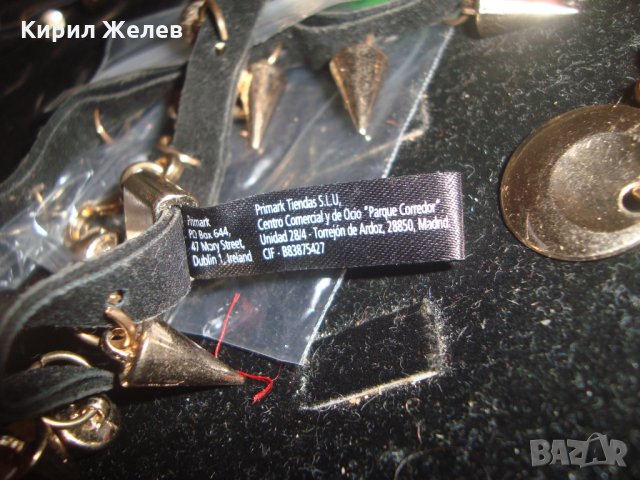 Кирил Желев
Primark
PO Box 644,
47 Mary Street,
Dublin 1, Ireland
Primark Tiendas S.L.U,
Centro Comercial y de Ocio "Parque Corredor"
Unidad 2B/4 - Torrejón de Ardoz, 28850, Madrid.
CIF - B83875427
BAZAR